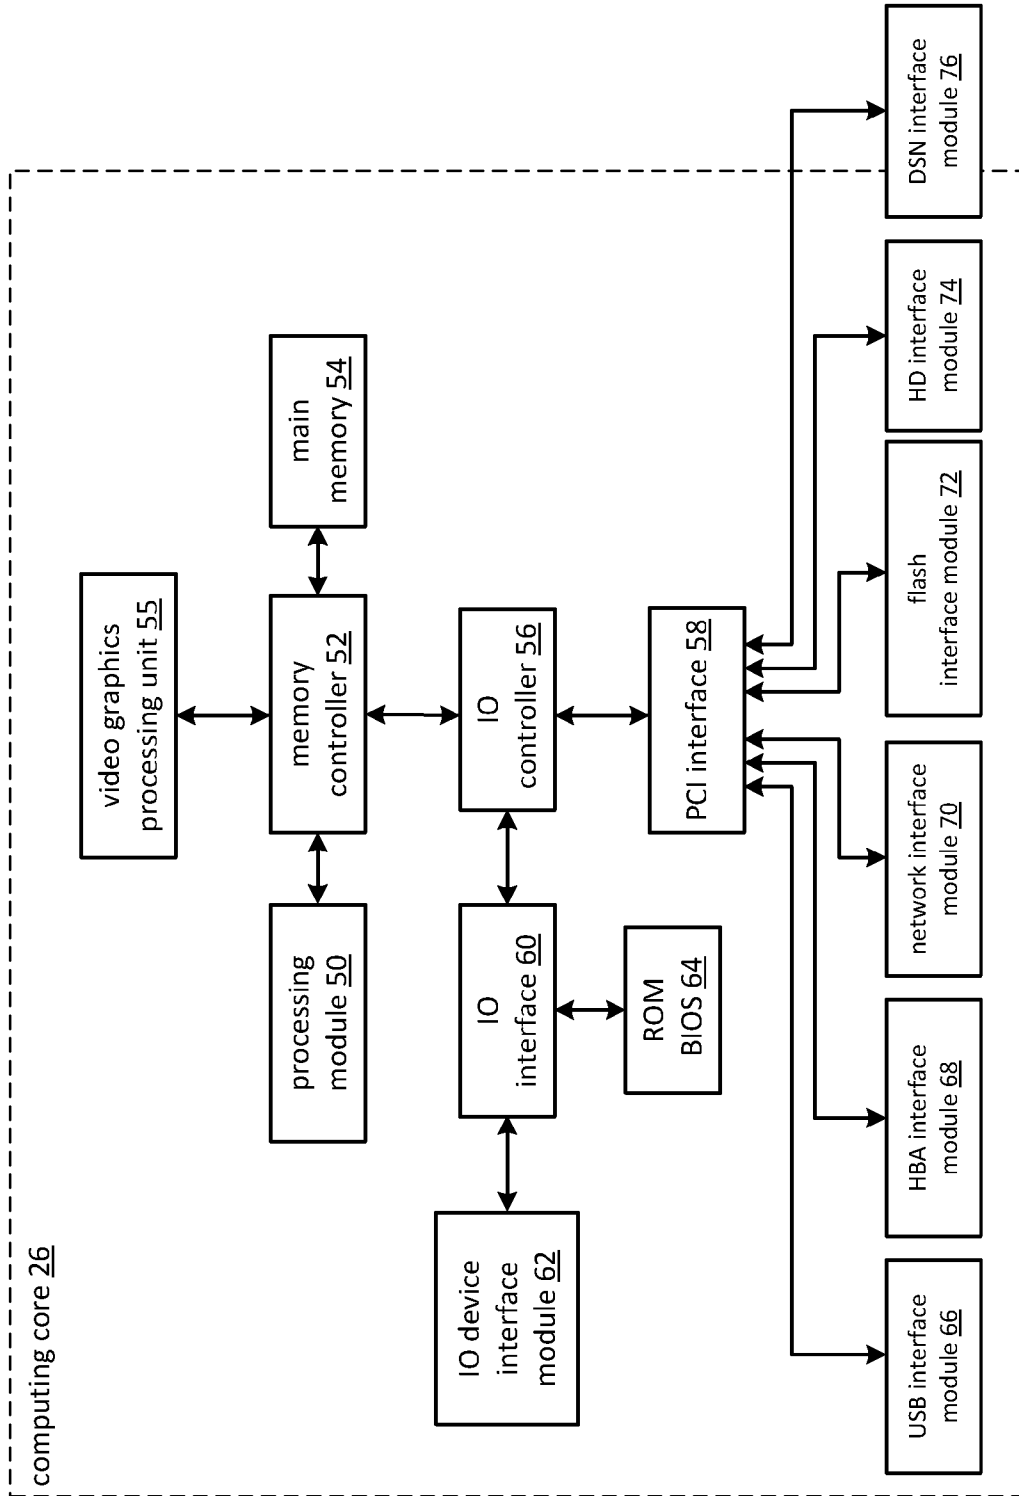 computing core 26
video graphics
processing unit 55
processing
module 50
memory
controller 52
main
memory 54
IO device
interface
module 62
IO
interface 60
IO
controller 56
ROM
BIOS 64
PCI interface 58
USB interface
module 66
HBA interface
module 68
network interface
module 70
flash
interface module 72
HD interface
module 74
DSN interface
module 76